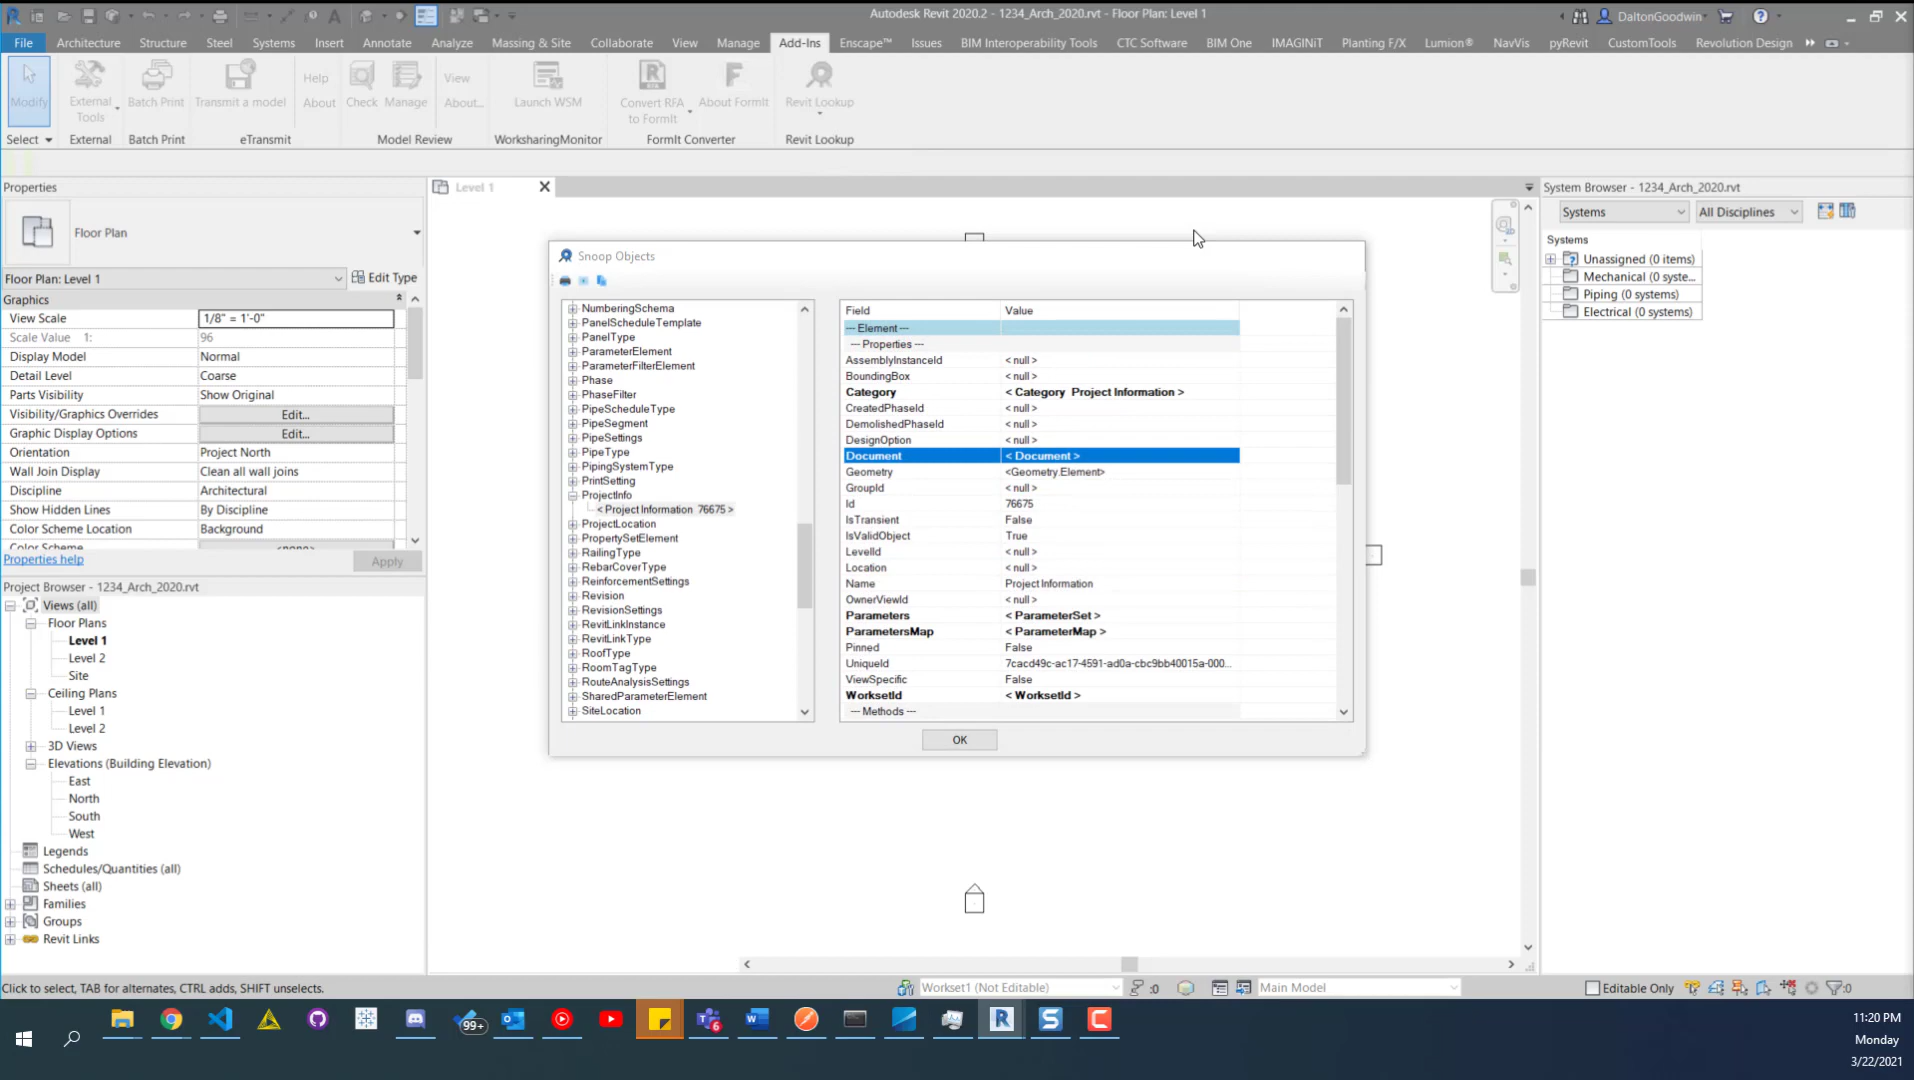 Autodesk Revit 2020.2 - 1234_Arch_2020.rvt - Floor Plan: Level 1
DaltonGoodwin
File Architecture Structure Steel Systems Insert Annotate Analyze Massing & Site Collaborate View Manage Add-Ins Enscape™ Issues BIM Interoperability Tools CTC Software BIM One IMAGINiT Planting F/X Lumion® NavVis pyRevit CustomTools Revolution Design
Modify
External
Tools
Batch Print
Transmit a model
Help
About
Check
Manage
View
About...
Launch WSM
Convert RFA
to FormIt
About FormIt
Revit Lookup
Select
External
Batch Print
eTransmit
Model Review
WorksharingMonitor
FormIt Converter
Revit Lookup
Properties
Floor Plan
Floor Plan: Level 1
Edit Type
Graphics
View Scale 1/8" = 1'-0"
Scale Value 1: 96
Display Model Normal
Detail Level Coarse
Parts Visibility Show Original
Visibility/Graphics Overrides Edit...
Graphic Display Options Edit...
Orientation Project North
Wall Join Display Clean all wall joins
Discipline Architectural
Show Hidden Lines By Discipline
Color Scheme Location Background
Color Scheme <none>
Properties help
Apply
Project Browser - 1234_Arch_2020.rvt
Views (all)
Floor Plans
Level 1
Level 2
Site
Ceiling Plans
Level 1
Level 2
3D Views
Elevations (Building Elevation)
East
North
South
West
Legends
Schedules/Quantities (all)
Sheets (all)
Families
Groups
Revit Links
Level 1
Snoop Objects
NumberingSchema
PanelScheduleTemplate
PanelType
ParameterElement
ParameterFilterElement
Phase
PhaseFilter
PipeScheduleType
PipeSegment
PipeSettings
PipeType
PipingSystemType
PrintSetting
ProjectInfo
< Project Information 76675 >
ProjectLocation
PropertySetElement
RailingType
RebarCoverType
ReinforcementSettings
Revision
RevisionSettings
RevitLinkInstance
RevitLinkType
RoofType
RoomTagType
RouteAnalysisSettings
SharedParameterElement
SiteLocation
Field Value
--- Element ---
--- Properties ---
AssemblyInstanceId < null >
BoundingBox < null >
Category < Category Project Information >
CreatedPhaseId < null >
DemolishedPhaseId < null >
DesignOption < null >
Document < Document >
Geometry <Geometry.Element>
GroupId < null >
Id 76675
IsTransient False
IsValidObject True
LevelId < null >
Location < null >
Name Project Information
OwnerViewId < null >
Parameters < ParameterSet >
ParametersMap < ParameterMap >
Pinned False
UniqueId 7cacd49c-ac17-4591-ad0a-cbc9bb40015a-000...
ViewSpecific False
WorksetId < WorksetId >
--- Methods ---
OK
System Browser - 1234_Arch_2020.rvt
Systems
All Disciplines
Systems
Unassigned (0 items)
Mechanical (0 syste...
Piping (0 systems)
Electrical (0 systems)
Click to select, TAB for alternates, CTRL adds, SHIFT unselects.
Workset1 (Not Editable)
:0
Main Model
Editable Only
:0
99+
6
11:20 PM
Monday
3/22/2021